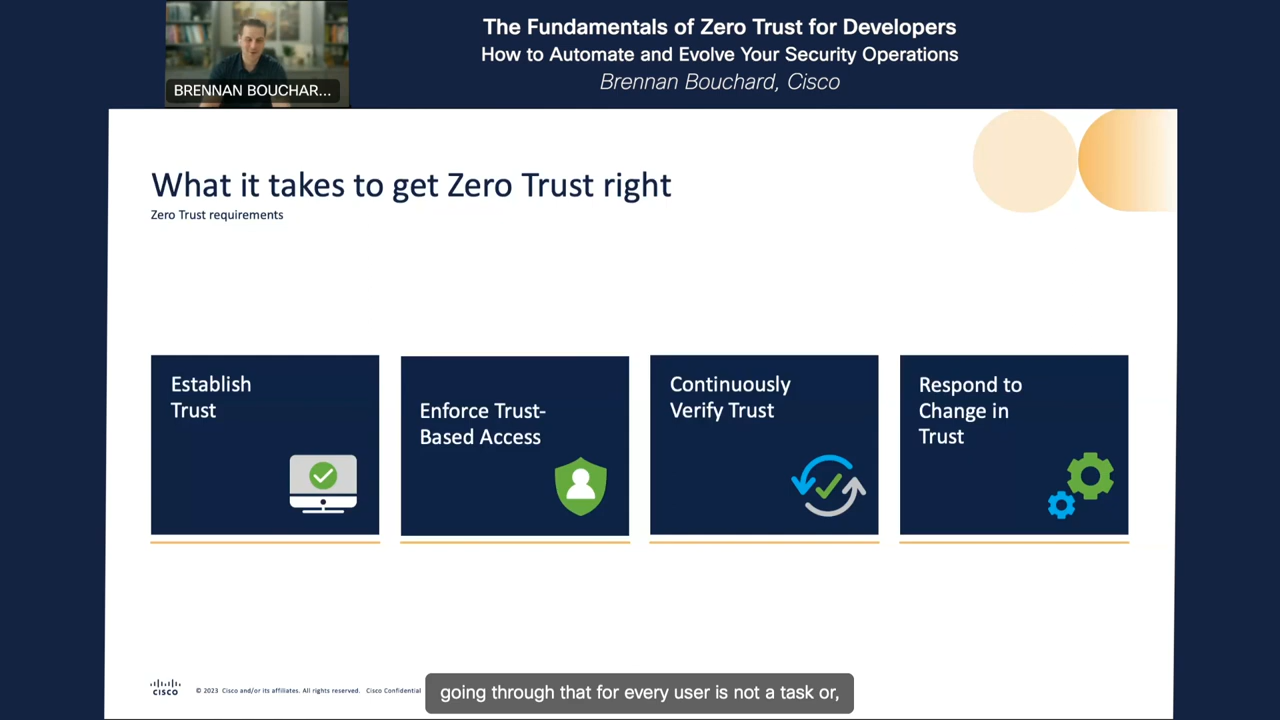 The Fundamentals of Zero Trust for Developers
How to Automate and Evolve Your Security Operations
Brennan Bouchard, Cisco
BRENNAN BOUCHAR...
What it takes to get Zero Trust right
Zero Trust requirements
Establish
Trust
Enforce Trust-
Based Access
Continuously
Verify Trust
Respond to
Change in
Trust
CISCO
© 2023 Cisco and/or its affiliates. All rights reserved. Cisco Confidential
going through that for every user is not a task or,